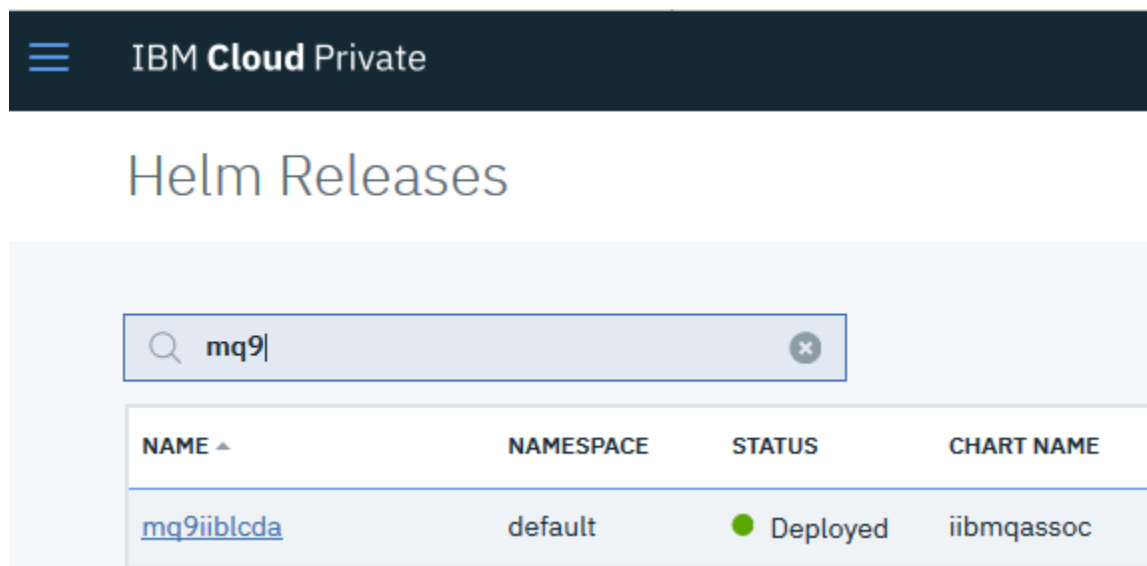 IBM Cloud Private
Helm Releases
mq9
NAME NAMESPACE STATUS CHART NAME
mq9iiblcda default Deployed iibmqassoc